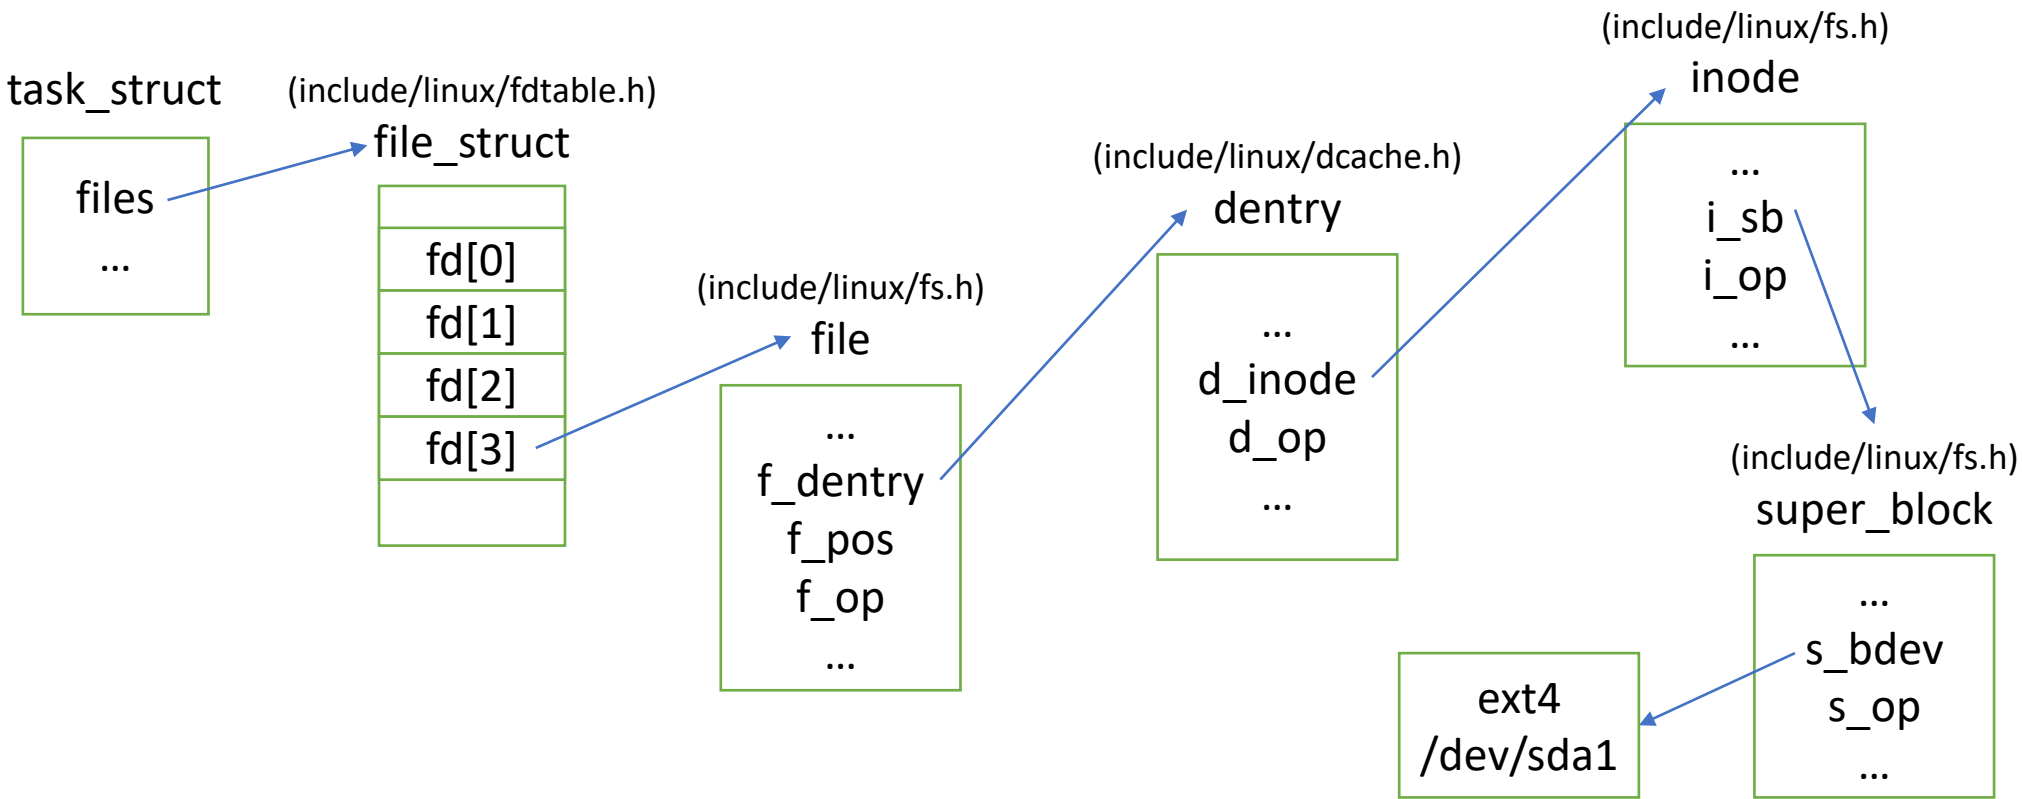 task_struct
files
...
(include/linux/fdtable.h)
file_struct
fd[0]
fd[1]
fd[2]
fd[3]
(include/linux/fs.h)
file
...
f_dentry
f_pos
f_op
...
(include/linux/dcache.h)
dentry
...
d_inode
d_op
...
(include/linux/fs.h)
inode
...
i_sb
i_op
...
(include/linux/fs.h)
super_block
...
s_bdev
s_op
...
ext4
/dev/sda1